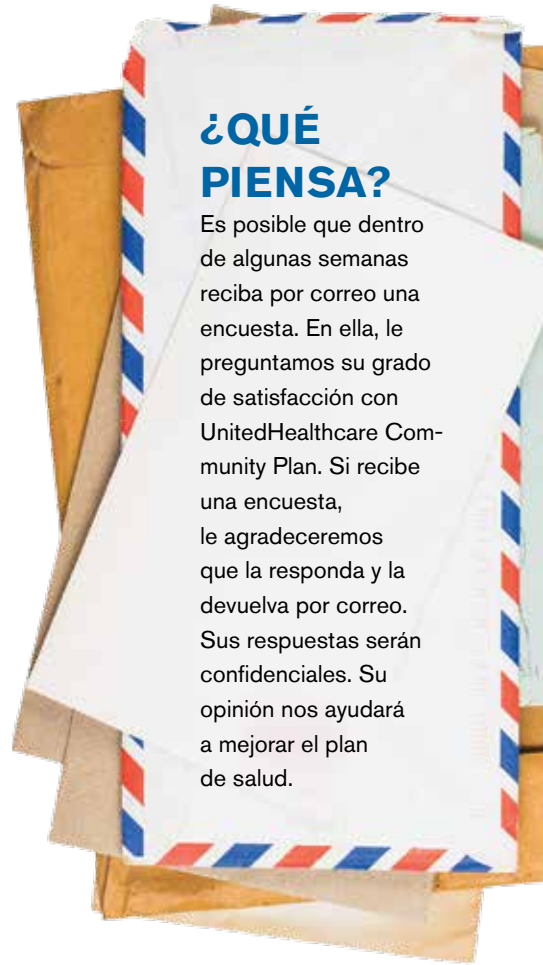 ¿QUÉ
PIENSA?
Es posible que dentro
de algunas semanas
reciba por correo una
encuesta. En ella, le
preguntamos su grado
de satisfacción con
UnitedHealthcare Com-
munity Plan. Si recibe
una encuesta,
le agradeceremos
que la responda y la
devuelva por correo.
Sus respuestas serán
confidenciales. Su
opinión nos ayudará
a mejorar el plan
de salud.